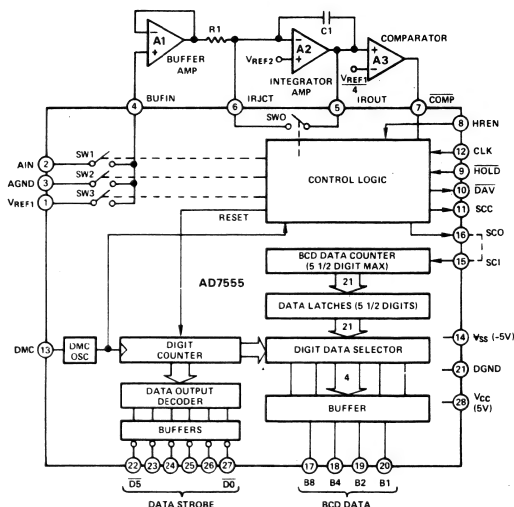 C1
COMPARATOR
A1
R1
A2
A3
BUFFER
AMP
VREF2
INTEGRATOR
AMP
VREF1
4
4
BUFIN
6
IRJCT
5
IROUT
7
COMP
SW0
8
HREN
AIN
2
SW1
12
CLK
AGND
3
SW2
CONTROL LOGIC
9
HOLD
VREF1
1
SW3
10
DAV
RESET
11
SCC
16
SCO
15
SCI
BCD DATA COUNTER
(5 1/2 DIGIT MAX)
AD7555
21
DATA LATCHES (5 1/2 DIGITS)
21
14
VSS (-5V)
DMC
13
DMC
OSC
DIGIT
COUNTER
DIGIT DATA SELECTOR
21
DGND
4
28
VCC
(5V)
DATA OUTPUT
DECODER
BUFFER
BUFFERS
22
23
24
25
26
27
17
18
19
20
D5
D0
B8
B4
B2
B1
DATA STROBE
BCD DATA